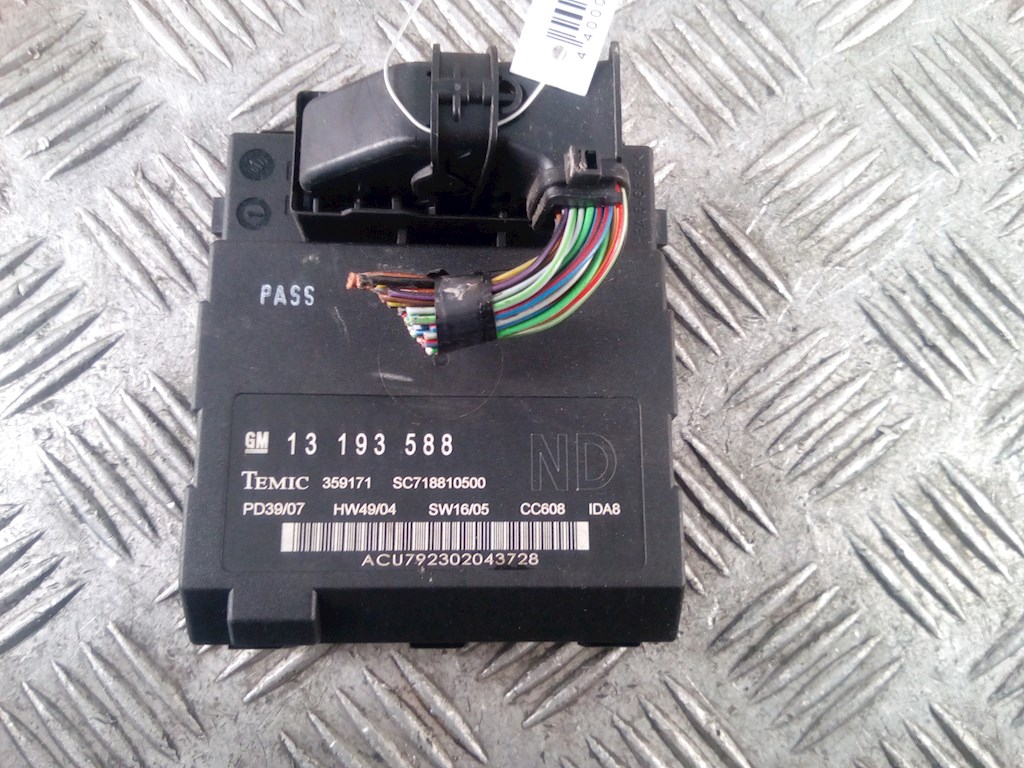 PASS
GM 13 193 588
ND
TEMIC 359171 SC718810500
PD39/07 HW49/04 SW16/05 CC608 IDA8
ACU792302043728